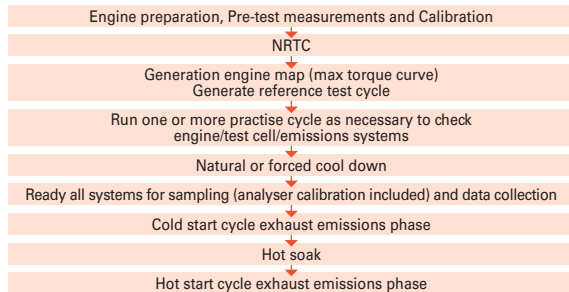 Engine preparation, Pre-test measurements and Calibration
NRTC
Generation engine map (max torque curve)
Generate reference test cycle
Run one or more practise cycle as necessary to check
engine/test cell/emissions systems
Natural or forced cool down
Ready all systems for sampling (analyser calibration included) and data collection
Cold start cycle exhaust emissions phase
Hot soak
Hot start cycle exhaust emissions phase